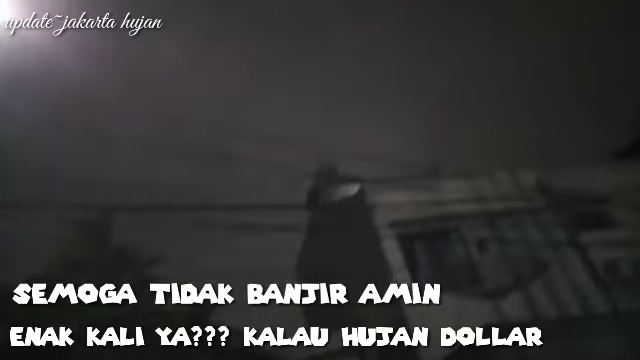 update~jakarta hujan
SEMOGA TIDAK BANJIR AMIN
ENAK KALI YA??? KALAU HUJAN DOLLAR